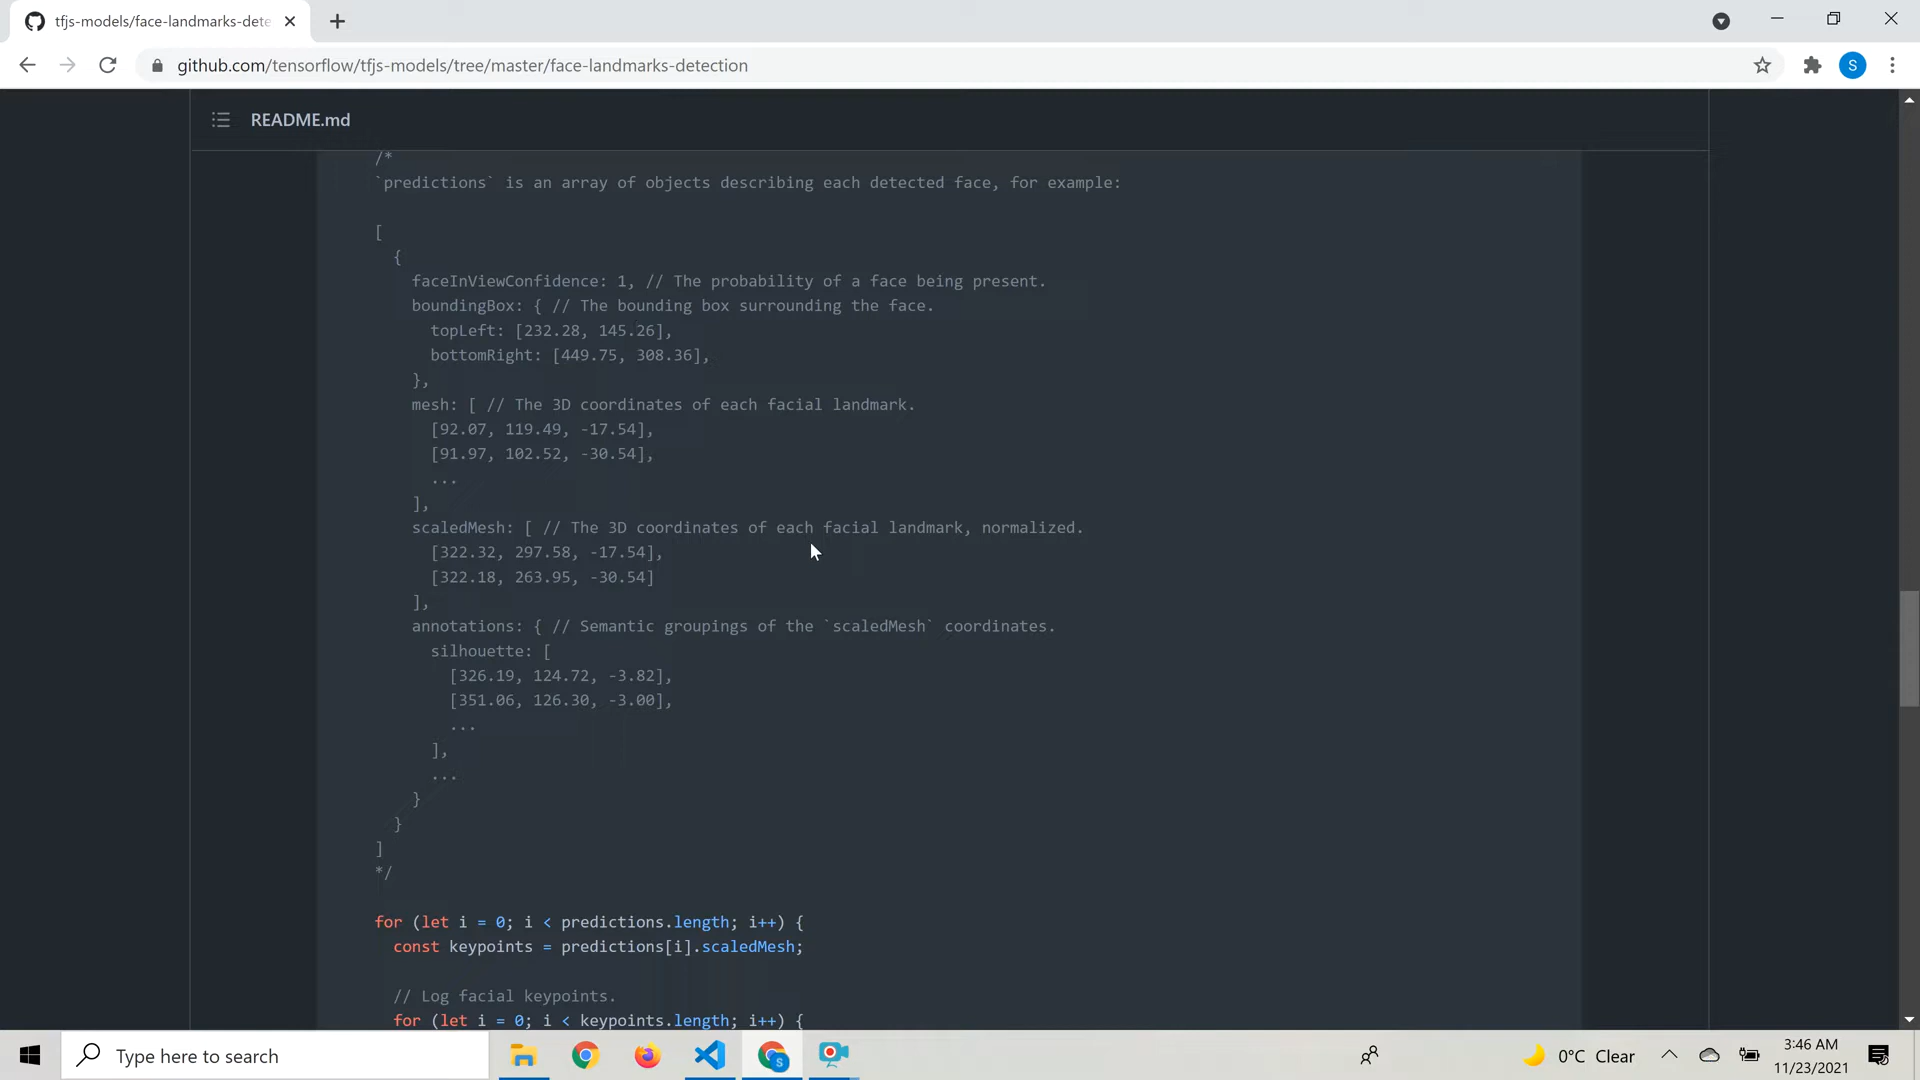 tfjs-models/face-landmarks-dete
github.com/tensorflow/tfjs-models/tree/master/face-landmarks-detection
S
README.md
/*
`predictions` is an array of objects describing each detected face, for example:
[
{
faceInViewConfidence: 1, // The probability of a face being present.
boundingBox: { // The bounding box surrounding the face.
topLeft: [232.28, 145.26],
bottomRight: [449.75, 308.36],
},
mesh: [ // The 3D coordinates of each facial landmark.
[92.07, 119.49, -17.54],
[91.97, 102.52, -30.54],
...
],
scaledMesh: [ // The 3D coordinates of each facial landmark, normalized.
[322.32, 297.58, -17.54],
[322.18, 263.95, -30.54]
],
annotations: { // Semantic groupings of the `scaledMesh` coordinates.
silhouette: [
[326.19, 124.72, -3.82],
[351.06, 126.30, -3.00],
...
],
...
}
}
]
*/
for (let i = 0; i < predictions.length; i++) {
const keypoints = predictions[i].scaledMesh;
// Log facial keypoints.
for (let i = 0; i < keypoints.length; i++) {
Type here to search
S
0°C Clear
3:46 AM
11/23/2021